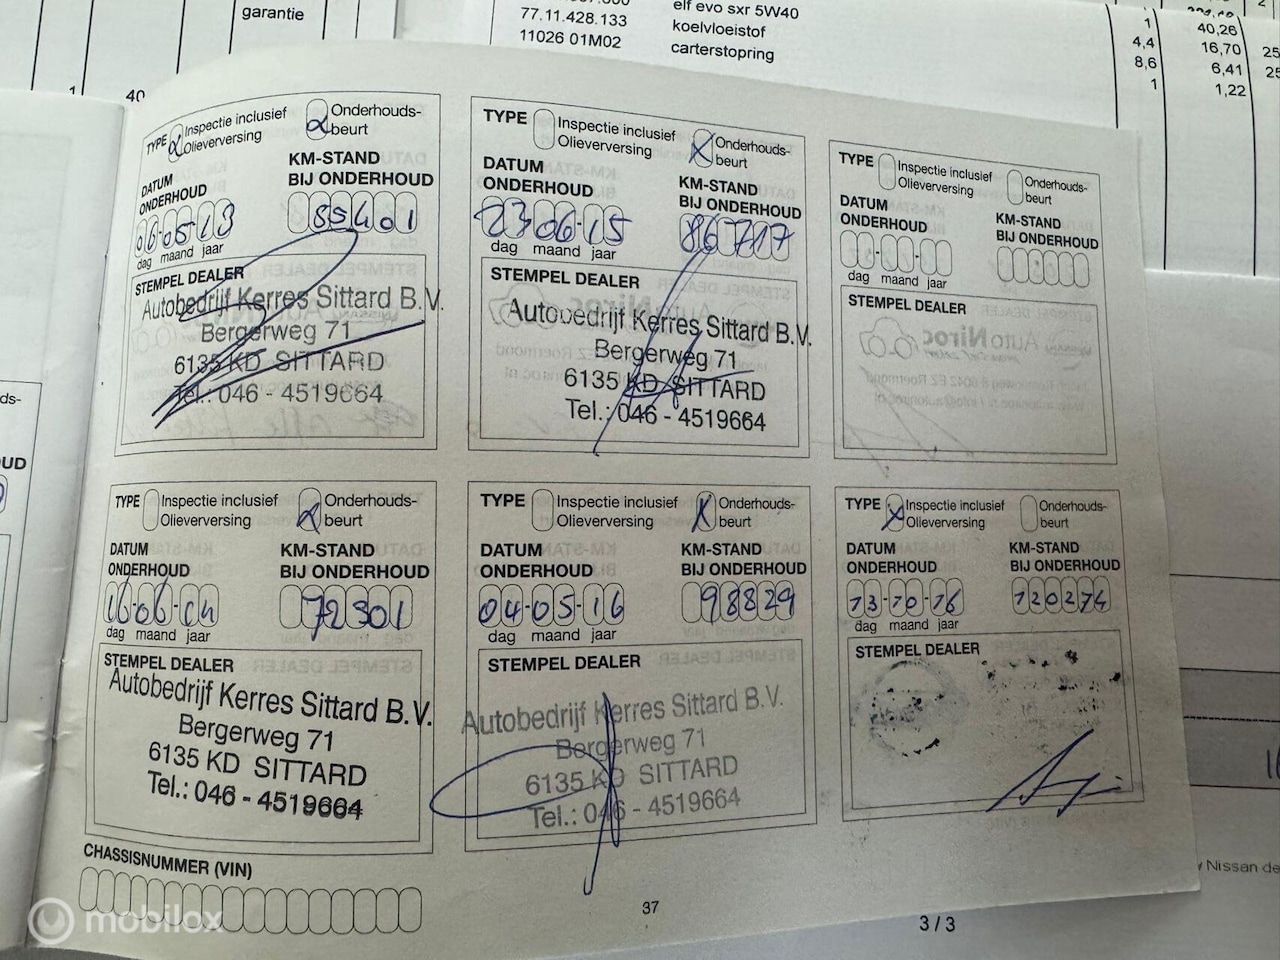 garantie
1
40
77.11.428.133
11026 01M02
elf evo sxr 5W40
koelvloeistof
carterstopring
1 40,26
4,4 16,70 25
8,6 6,41 25
1 1,22
TYPE Inspectie inclusief Olieverversing Onderhouds-
beurt
DATUM
ONDERHOUD
KM-STAND
BIJ ONDERHOUD
06-05-13
55401
dag maand jaar
STEMPEL DEALER
Autobedrijf Kerres Sittard B.V.
Bergerweg 71
6135 KD SITTARD
Tel.: 046 - 4519664
TYPE Inspectie inclusief Olieverversing Onderhouds-
beurt
DATUM
ONDERHOUD
KM-STAND
BIJ ONDERHOUD
23-06-15
86717
dag maand jaar
STEMPEL DEALER
Autobedrijf Kerres Sittard B.V.
Bergerweg 71
6135 KD SITTARD
Tel.: 046 - 4519664
TYPE Inspectie inclusief Olieverversing Onderhouds-
beurt
DATUM
ONDERHOUD
KM-STAND
BIJ ONDERHOUD
dag maand jaar
STEMPEL DEALER
ds-
OUD
TYPE Inspectie inclusief Olieverversing Onderhouds-
beurt
DATUM
ONDERHOUD
KM-STAND
BIJ ONDERHOUD
16-06-14
72301
dag maand jaar
STEMPEL DEALER
Autobedrijf Kerres Sittard B.V.
Bergerweg 71
6135 KD SITTARD
Tel.: 046 - 4519664
TYPE Inspectie inclusief Olieverversing Onderhouds-
beurt
DATUM
ONDERHOUD
KM-STAND
BIJ ONDERHOUD
04-05-16
98829
dag maand jaar
STEMPEL DEALER
Autobedrijf Kerres Sittard B.V.
Bergerweg 71
6135 KD SITTARD
Tel.: 046 - 4519664
TYPE Inspectie inclusief Olieverversing Onderhouds-
beurt
DATUM
ONDERHOUD
KM-STAND
BIJ ONDERHOUD
13-10-16
120274
dag maand jaar
STEMPEL DEALER
CHASSISNUMMER (VIN)
37
3 / 3
Nissan de
mobilox